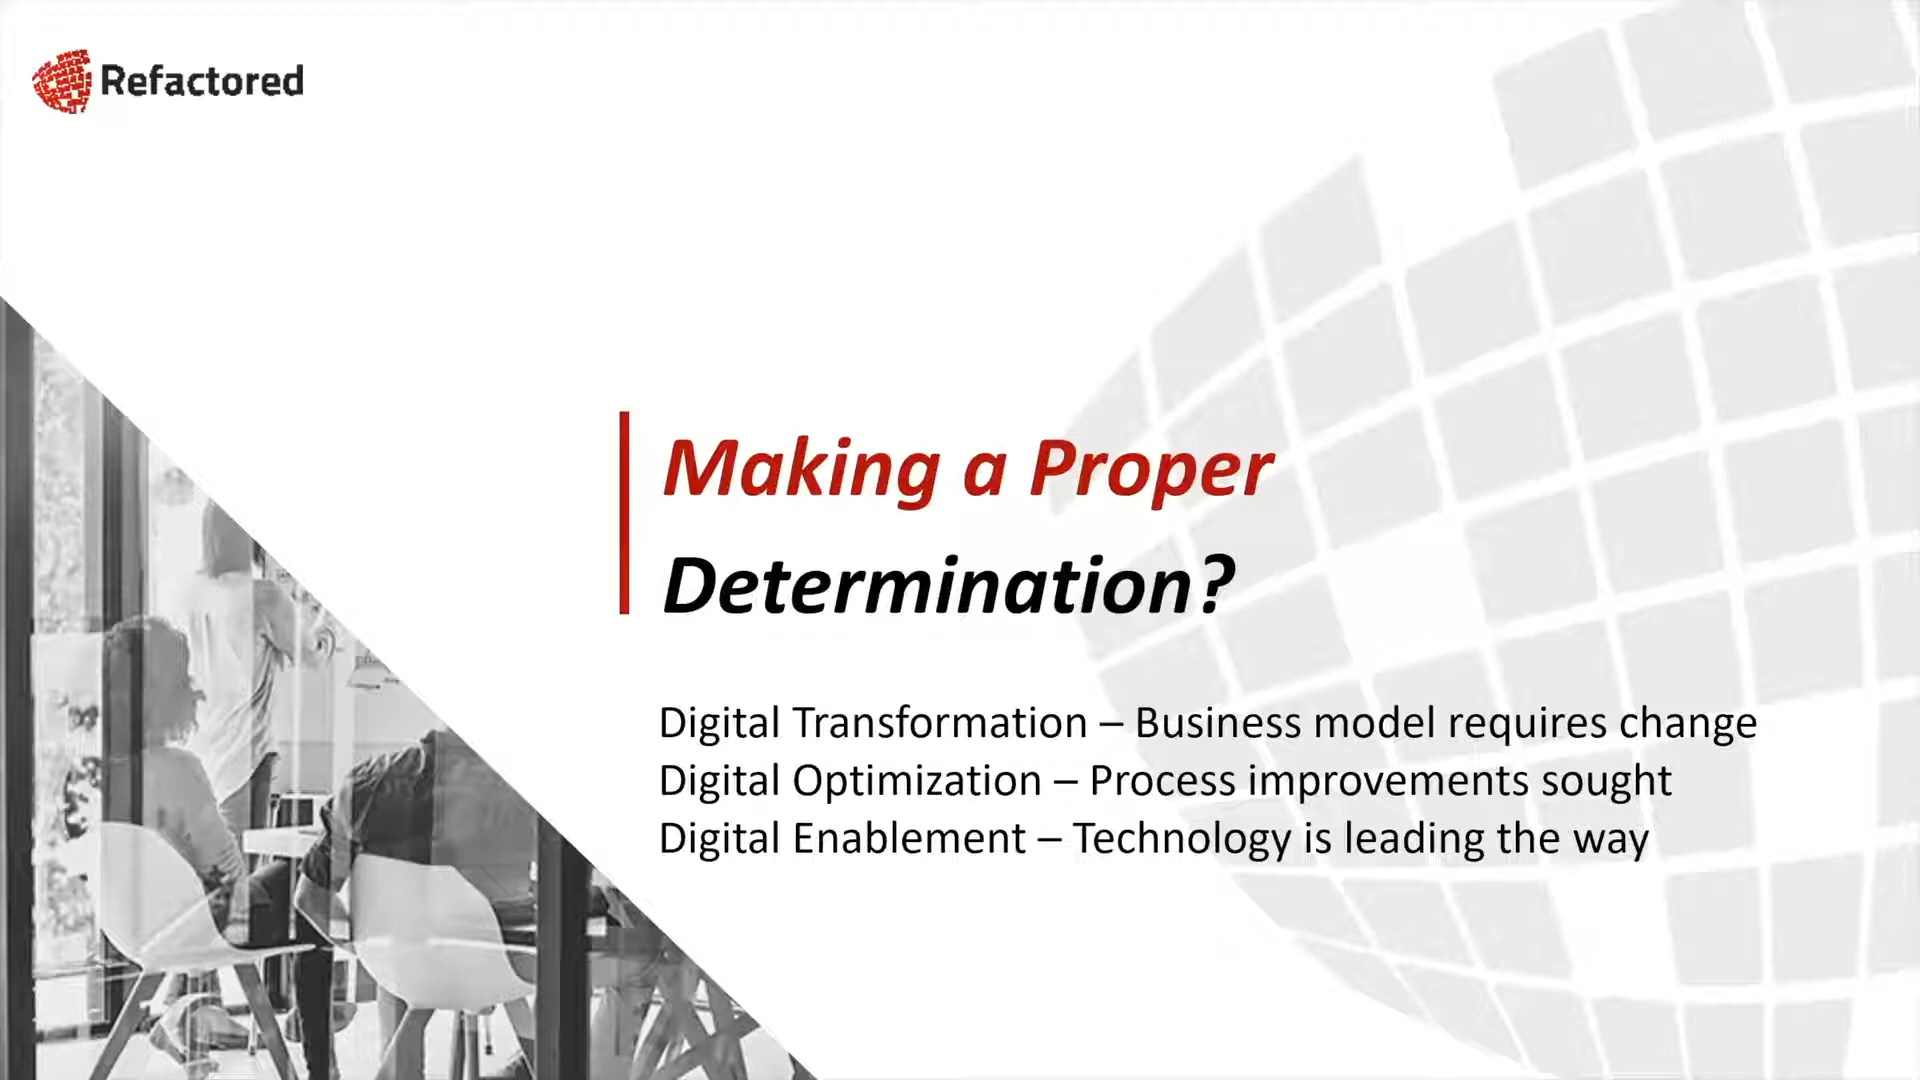 Refactored
Making a Proper
Determination?
Digital Transformation – Business model requires change
Digital Optimization – Process improvements sought
Digital Enablement – Technology is leading the way